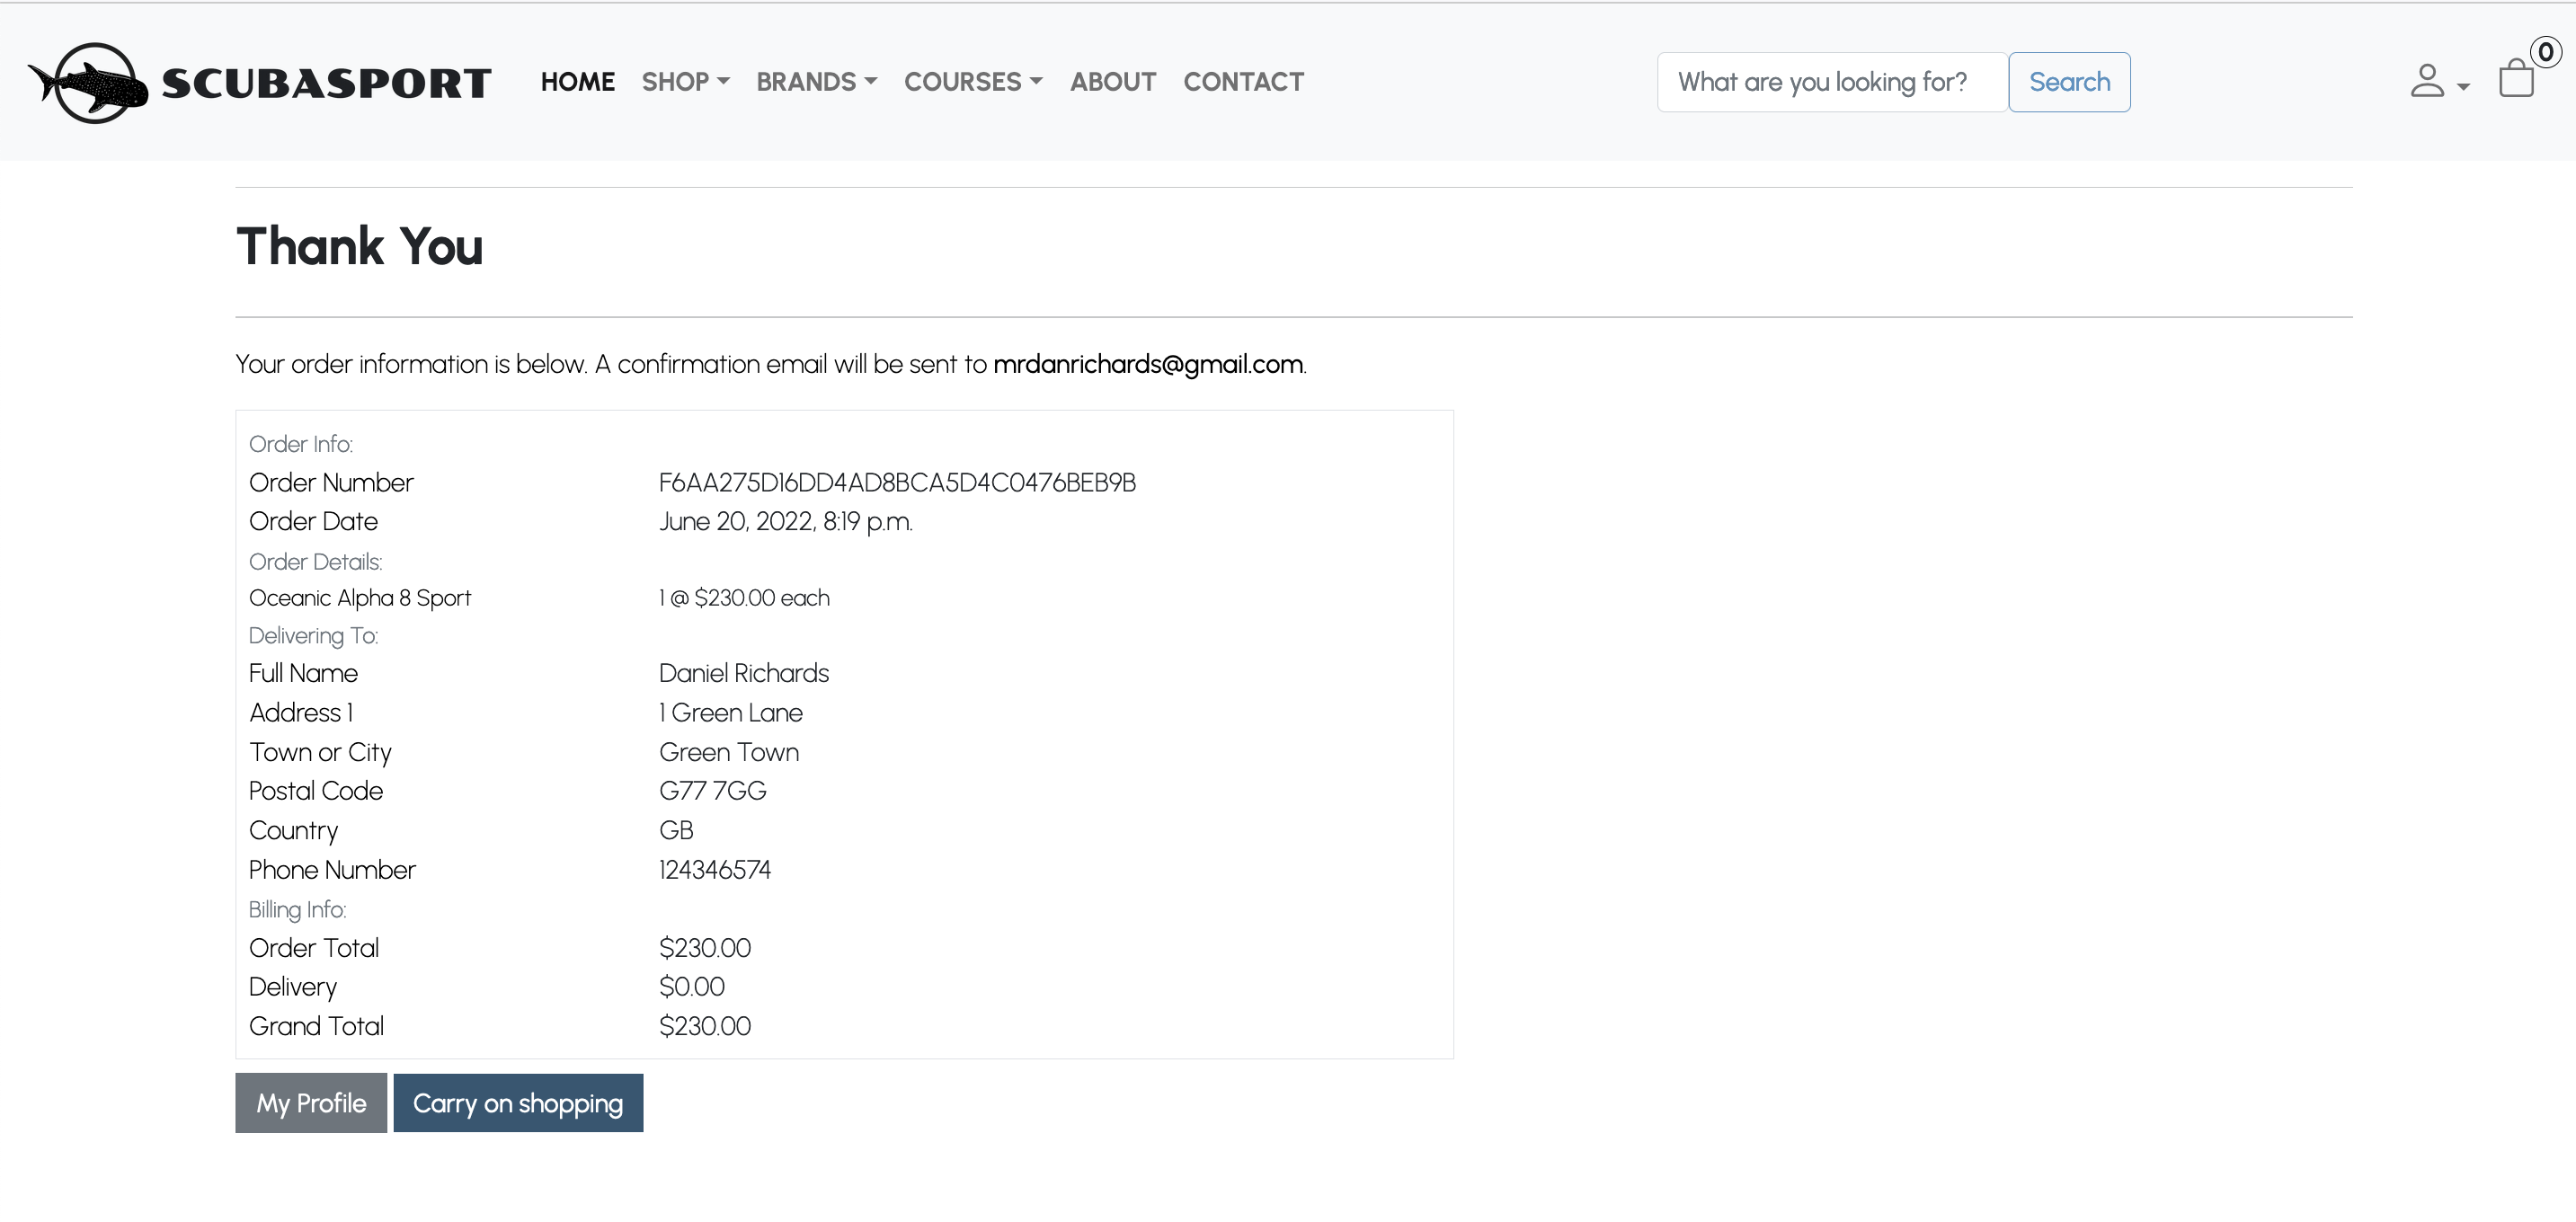 SCUBASPORT HOME SHOP BRANDS COURSES ABOUT CONTACT What are you looking for? Search 0
Thank You
Your order information is below. A confirmation email will be sent to mrdanrichards@gmail.com.
Order Info:
Order Number F6AA275D16DD4AD8BCA5D4C0476BEB9B
Order Date June 20, 2022, 8:19 p.m.
Order Details:
Oceanic Alpha 8 Sport 1 @ $230.00 each
Delivering To:
Full Name Daniel Richards
Address 1 1 Green Lane
Town or City Green Town
Postal Code G77 7GG
Country GB
Phone Number 124346574
Billing Info:
Order Total $230.00
Delivery $0.00
Grand Total $230.00
My Profile Carry on shopping